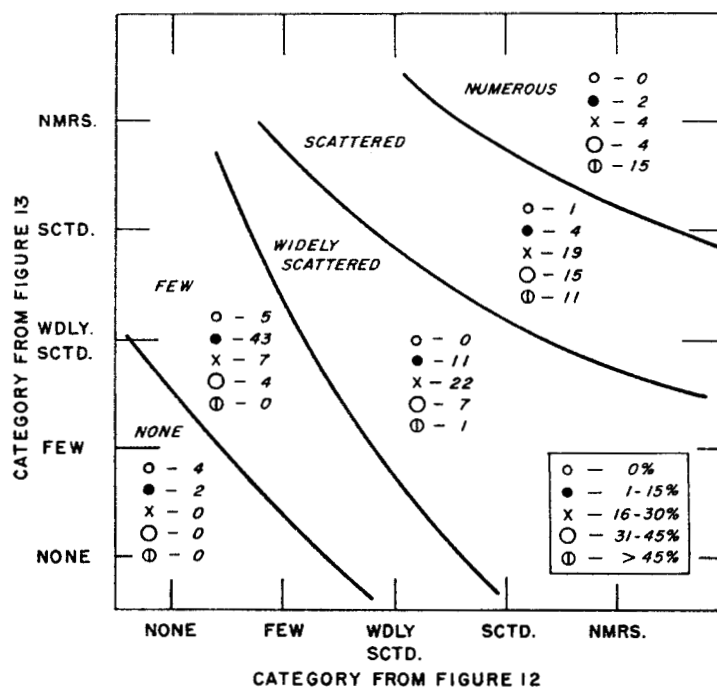 NUMEROUS
o - 0
● - 2
x - 4
◯ - 4
⦶ - 15
NMRS.
SCATTERED
o - 1
● - 4
x - 19
◯ - 15
⦶ - 11
SCTD.
WIDELY
SCATTERED
FEW
o - 5
● - 43
x - 7
◯ - 4
⦶ - 0
WDLY.
SCTD.
o - 0
● - 11
x - 22
◯ - 7
⦶ - 1
CATEGORY FROM FIGURE 13
NONE
o - 4
● - 2
x - 0
◯ - 0
⦶ - 0
FEW
NONE
o - 0%
● - 1-15%
x - 16-30%
◯ - 31-45%
⦶ - >45%
NONE FEW WDLY SCTD. NMRS.
SCTD.
CATEGORY FROM FIGURE 12